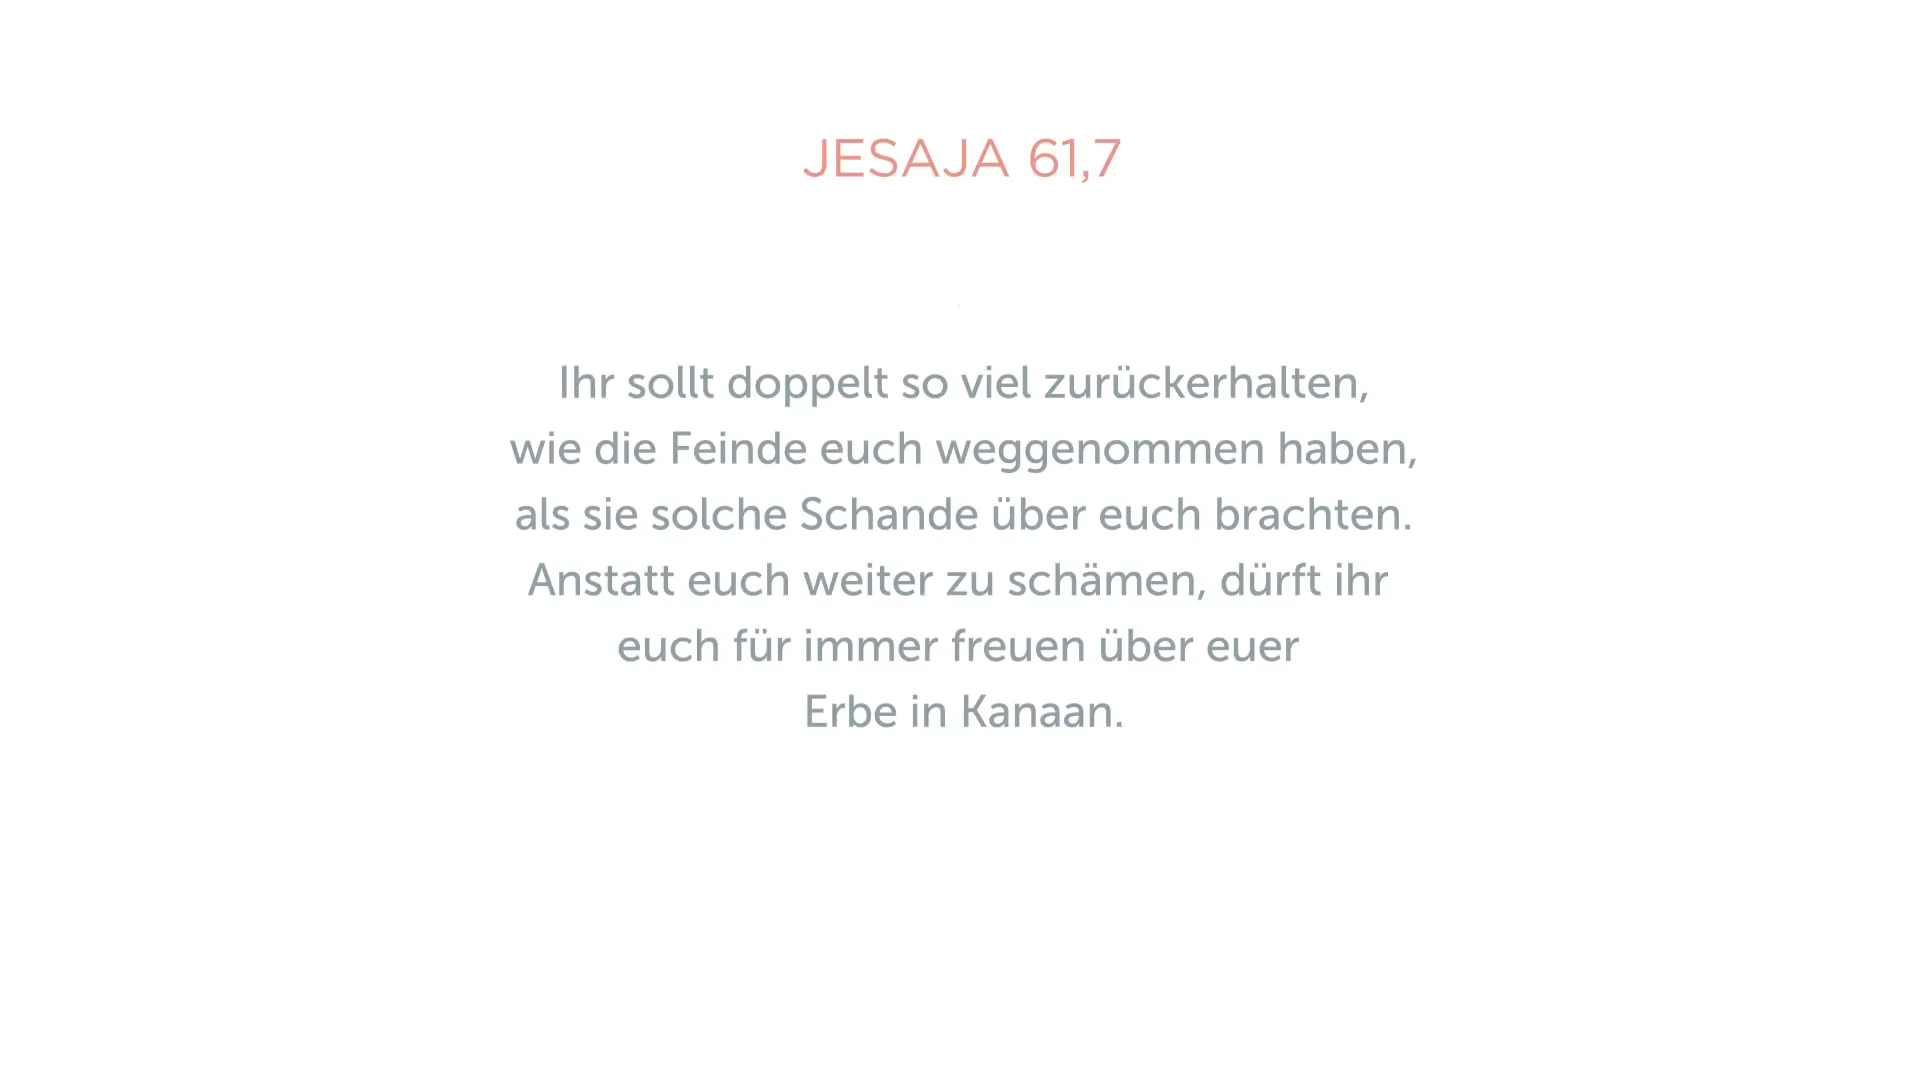 JESAJA 61,7
Ihr sollt doppelt so viel zurückerhalten,
wie die Feinde euch weggenommen haben,
als sie solche Schande über euch brachten.
Anstatt euch weiter zu schämen, dürft ihr
euch für immer freuen über euer
Erbe in Kanaan.